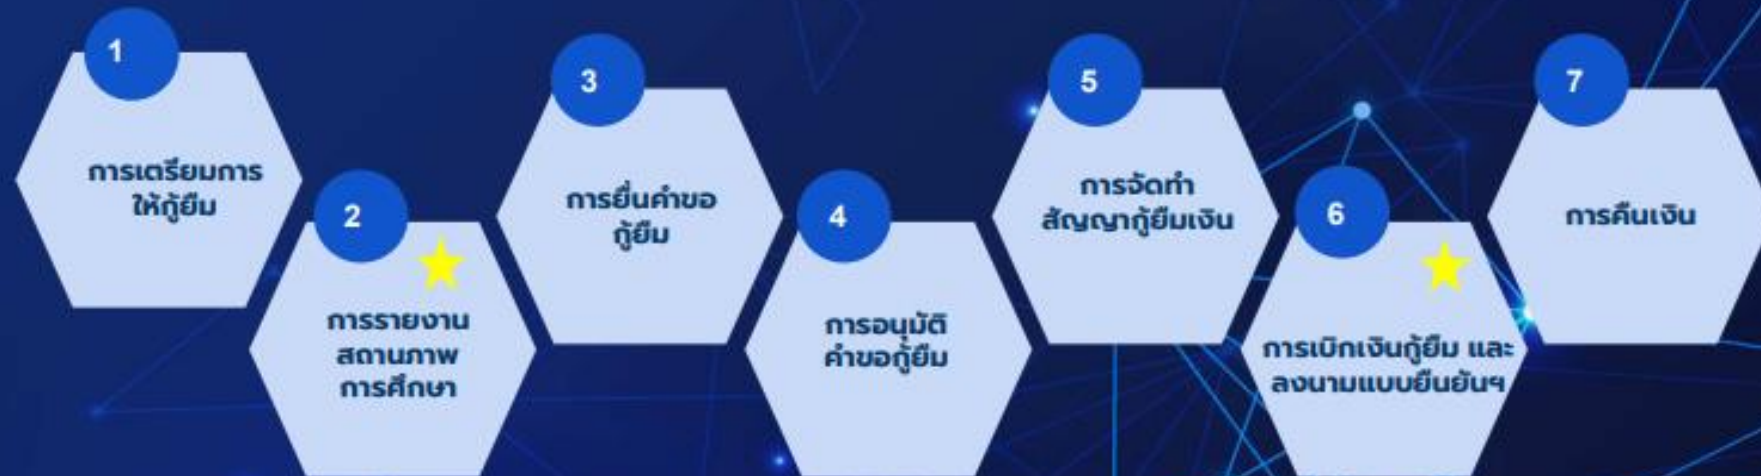 1
การเตรียมการ
ให้กู้ยืม
2
การรายงาน
สถานภาพ
การศึกษา
3
การยื่นคำขอ
กู้ยืม
4
การอนุมัติ
คำขอกู้ยืม
5
การจัดทำ
สัญญากู้ยืมเงิน
6
การเบิกเงินกู้ยืม และ
ลงนามแบบยืนยันฯ
7
การคืนเงิน